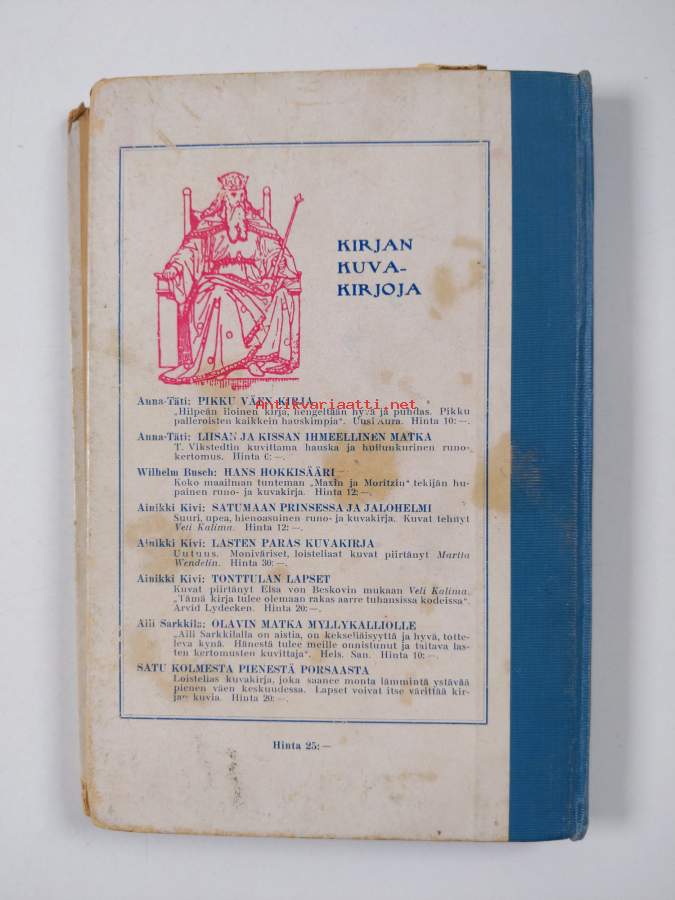 KIRJAN
KUVA-
KIRJOJA
Antikvariaatti.net
Anna-Täti: PIKKU VÄEN KIRJA
„Hilpeän iloinen kirja, hengeltään hyvä ja puhdas. Pikku
palleroisten kaikkein hauskimpia". Uusi Aura. Hinta 10:—.
Anna-Täti: LIISAN JA KISSAN IHMEELLINEN MATKA
T. Vikstedtin kuvittama hauska ja hullunkurinen runo-
kertomus. Hinta 6:—.
Wilhelm Busch: HANS HOKKISÄÄRI
Koko maailman tunteman „Maxin ja Moritzin" tekijän hu-
painen runo- ja kuvakirja. Hinta 12:—.
Ainikki Kivi: SATUMAAN PRINSESSA JA JALOHELMI
Suuri, upea, hienoasuinen runo- ja kuvakirja. Kuvat tehnyt
Veli Kalima. Hinta 12:—.
Ainikki Kivi: LASTEN PARAS KUVAKIRJA
Uutuus. Moniväriset, loisteliaat kuvat piirtänyt Martta
Wendelin. Hinta 30:—.
Ainikki Kivi: TONTTULAN LAPSET
Kuvat piirtänyt Elsa von Beskovin mukaan Veli Kalima.
„Tämä kirja tulee olemaan rakas aarre tuhansissa kodeissa".
Arvid Lydecken. Hinta 20:—.
Aili Sarkkila: OLAVIN MATKA MYLLYKALLIOLLE
„Aili Sarkkilalla on aistia, on kekseliäisyyttä ja hyvä, totte-
leva kynä. Hänestä tulee meille onnistunut ja taitava las-
ten kertomusten kuvittaja". Hels. San. Hinta 10:—.
SATU KOLMESTA PIENESTÄ PORSAASTA
Loistelias kuvakirja, joka saanee monta lämmintä ystävää
pienen väen keskuudessa. Lapset voivat itse värittää kir-
jan kuvia. Hinta 20:—.
Hinta 25:—